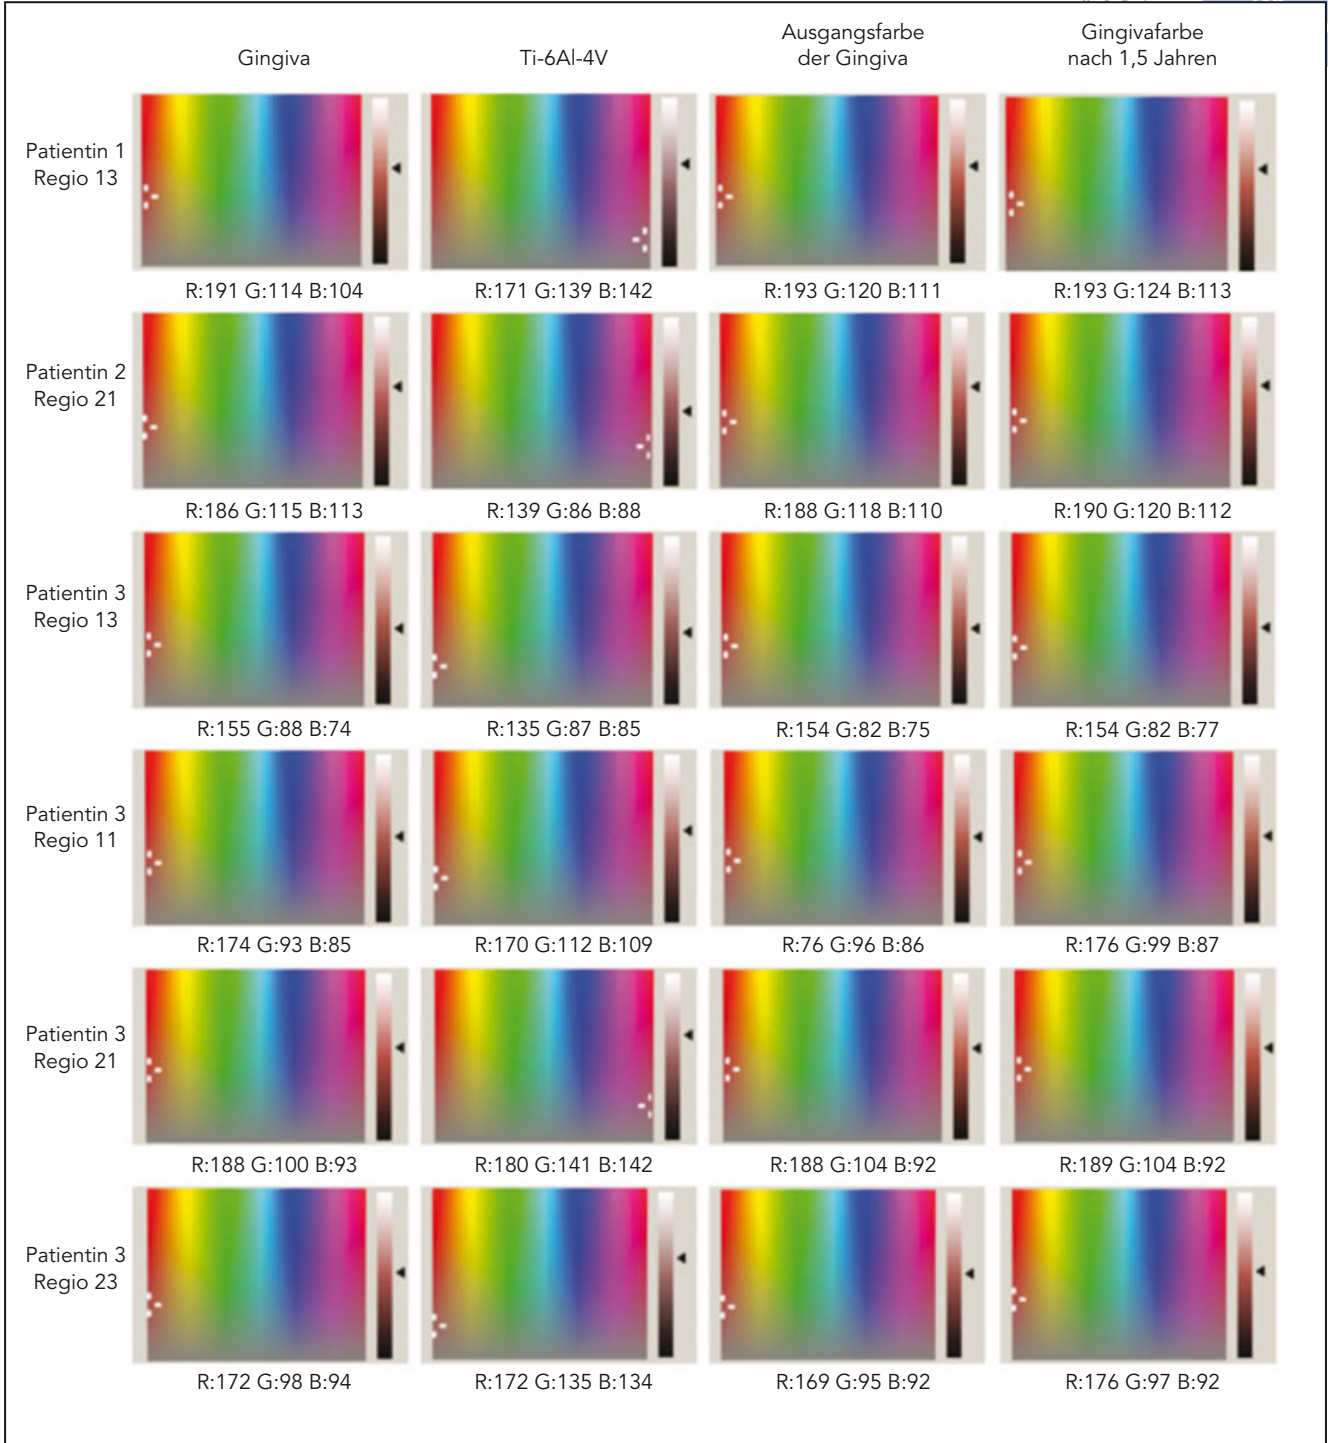 Gingiva
Ti-6Al-4V
Ausgangsfarbe
der Gingiva
Gingivafarbe
nach 1,5 Jahren
Patientin 1
Regio 13
R:191 G:114 B:104
R:171 G:139 B:142
R:193 G:120 B:111
R:193 G:124 B:113
Patientin 2
Regio 21
R:186 G:115 B:113
R:139 G:86 B:88
R:188 G:118 B:110
R:190 G:120 B:112
Patientin 3
Regio 13
R:155 G:88 B:74
R:135 G:87 B:85
R:154 G:82 B:75
R:154 G:82 B:77
Patientin 3
Regio 11
R:174 G:93 B:85
R:170 G:112 B:109
R:76 G:96 B:86
R:176 G:99 B:87
Patientin 3
Regio 21
R:188 G:100 B:93
R:180 G:141 B:142
R:188 G:104 B:92
R:189 G:104 B:92
Patientin 3
Regio 23
R:172 G:98 B:94
R:172 G:135 B:134
R:169 G:95 B:92
R:176 G:97 B:92